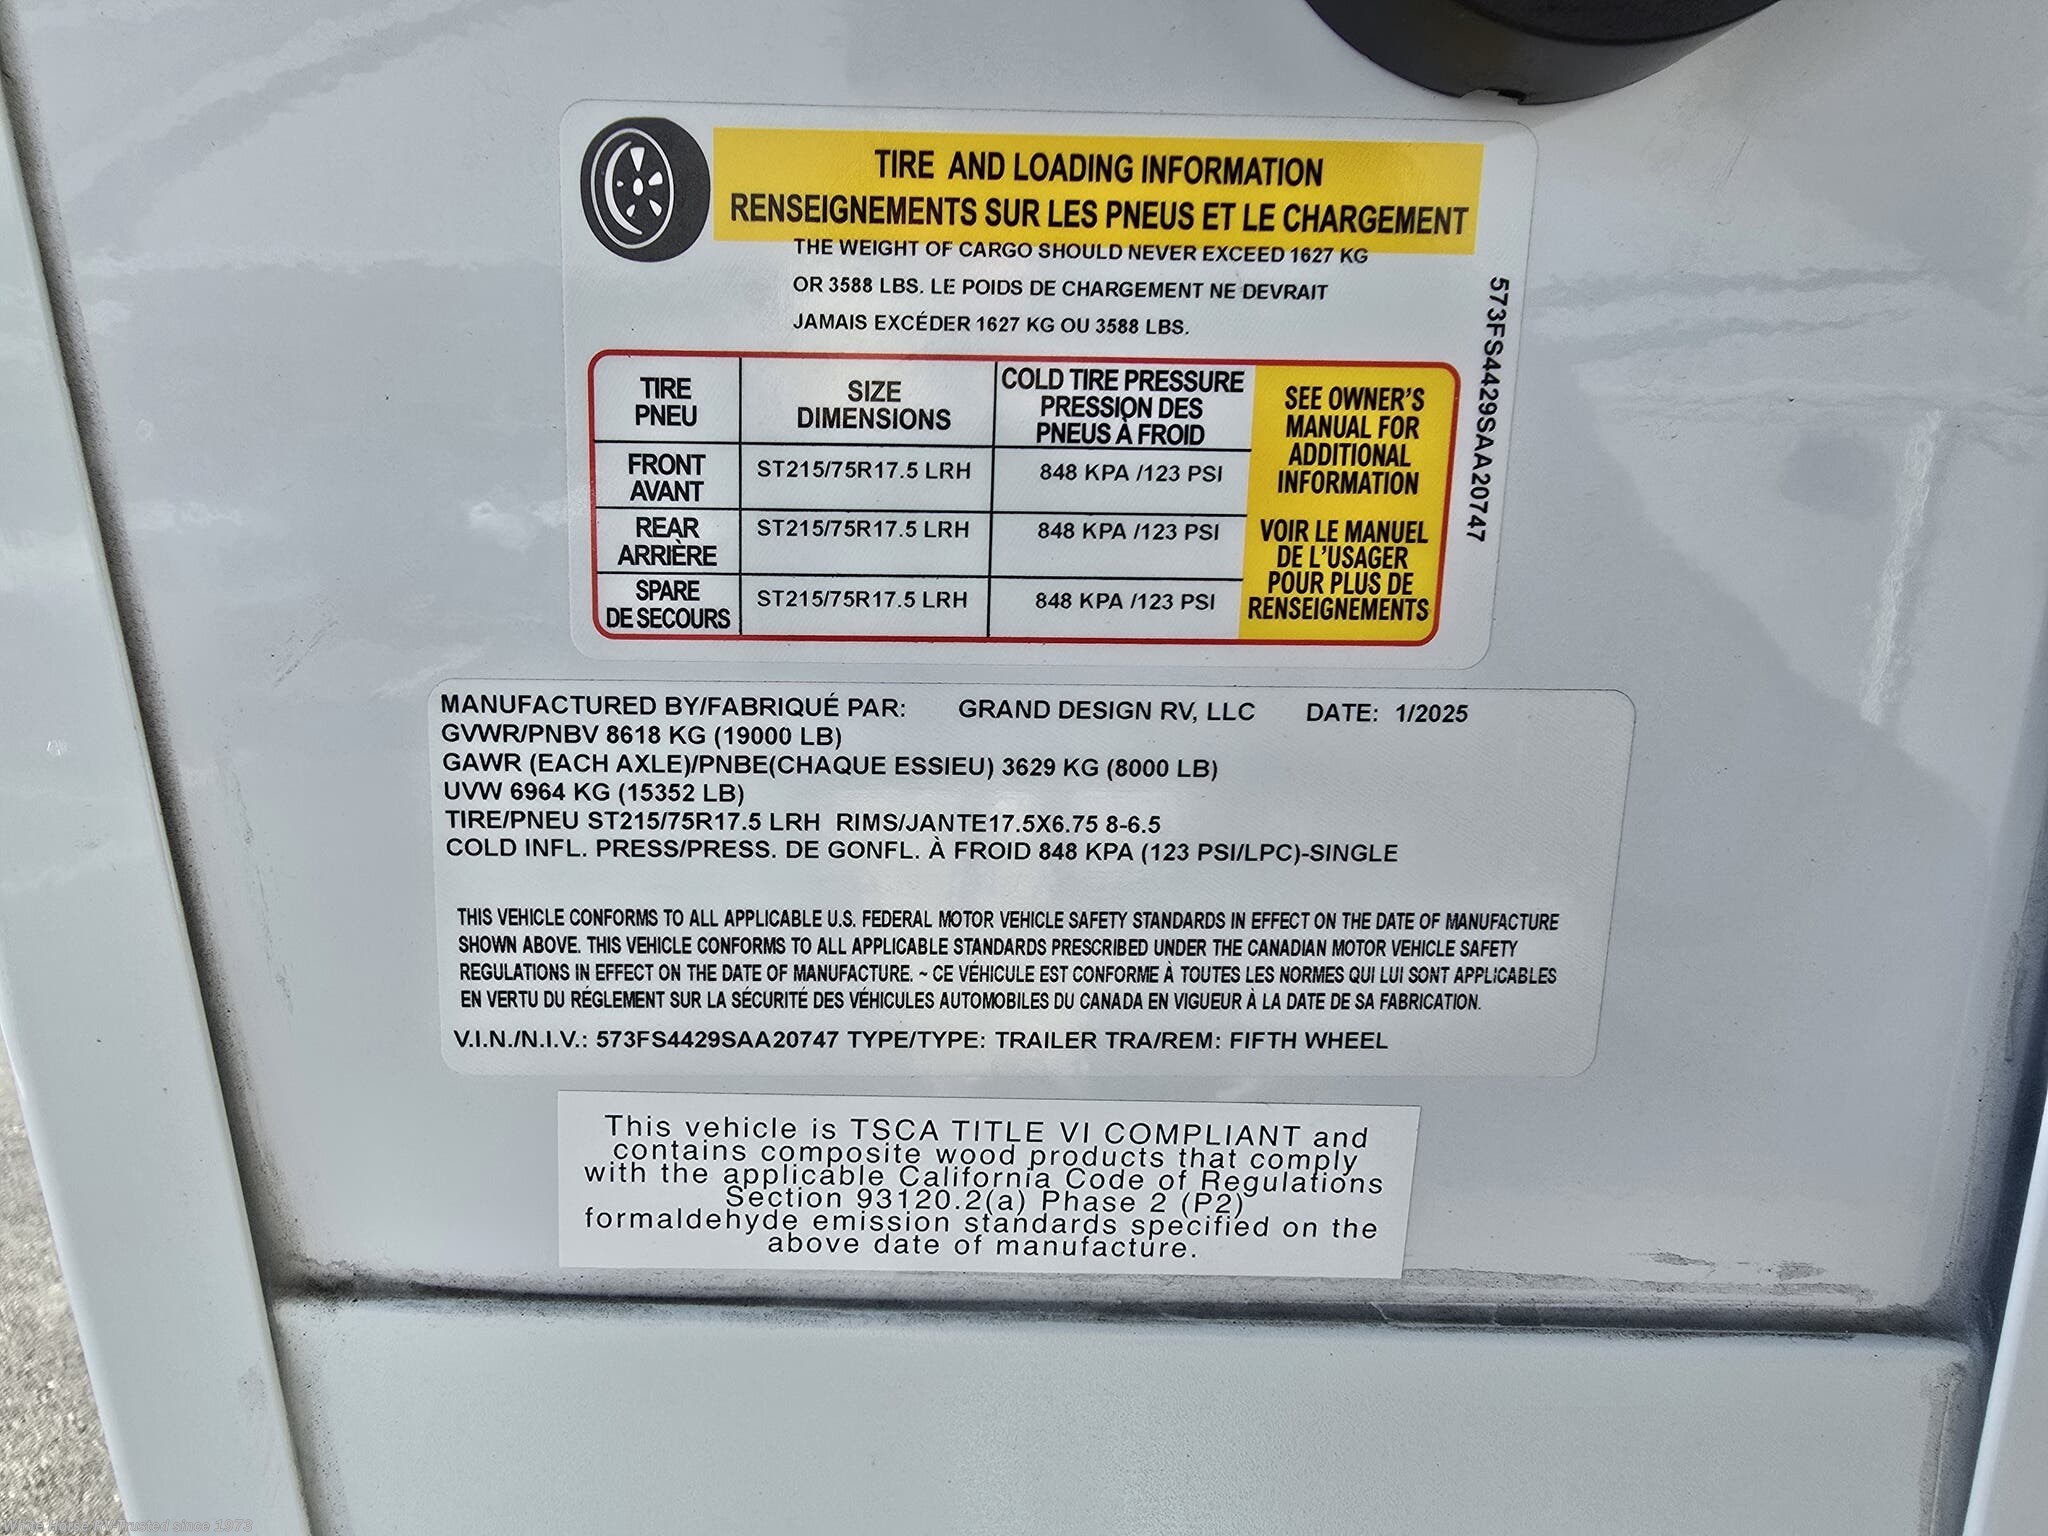 TIRE AND LOADING INFORMATION
RENSEIGNEMENTS SUR LES PNEUS ET LE CHARGEMENT
THE WEIGHT OF CARGO SHOULD NEVER EXCEED 1627 KG
OR 3588 LBS. LE POIDS DE CHARGEMENT NE DEVRAIT
JAMAIS EXCÉDER 1627 KG OU 3588 LBS.
TIRE
PNEU
SIZE
DIMENSIONS
COLD TIRE PRESSURE
PRESSION DES
PNEUS À FROID
FRONT
AVANT
ST215/75R17.5 LRH
848 KPA /123 PSI
REAR
ARRIÈRE
ST215/75R17.5 LRH
848 KPA /123 PSI
SPARE
DE SECOURS
ST215/75R17.5 LRH
848 KPA /123 PSI
SEE OWNER'S
MANUAL FOR
ADDITIONAL
INFORMATION
VOIR LE MANUEL
DE L'USAGER
POUR PLUS DE
RENSEIGNEMENTS
573FS4429SAA20747
MANUFACTURED BY/FABRIQUÉ PAR: GRAND DESIGN RV, LLC DATE: 1/2025
GVWR/PNBV 8618 KG (19000 LB)
GAWR (EACH AXLE)/PNBE(CHAQUE ESSIEU) 3629 KG (8000 LB)
UVW 6964 KG (15352 LB)
TIRE/PNEU ST215/75R17.5 LRH RIMS/JANTE17.5X6.75 8-6.5
COLD INFL. PRESS/PRESS. DE GONFL. À FROID 848 KPA (123 PSI/LPC)-SINGLE
THIS VEHICLE CONFORMS TO ALL APPLICABLE U.S. FEDERAL MOTOR VEHICLE SAFETY STANDARDS IN EFFECT ON THE DATE OF MANUFACTURE
SHOWN ABOVE. THIS VEHICLE CONFORMS TO ALL APPLICABLE STANDARDS PRESCRIBED UNDER THE CANADIAN MOTOR VEHICLE SAFETY
REGULATIONS IN EFFECT ON THE DATE OF MANUFACTURE. ~ CE VÉHICULE EST CONFORME À TOUTES LES NORMES QUI LUI SONT APPLICABLES
EN VERTU DU RÉGLEMENT SUR LA SÉCURITÉ DES VÉHICULES AUTOMOBILES DU CANADA EN VIGUEUR À LA DATE DE SA FABRICATION.
V.I.N./N.I.V.: 573FS4429SAA20747 TYPE/TYPE: TRAILER TRA/REM: FIFTH WHEEL
This vehicle is TSCA TITLE VI COMPLIANT and
contains composite wood products that comply
with the applicable California Code of Regulations
Section 93120.2(a) Phase 2 (P2)
formaldehyde emission standards specified on the
above date of manufacture.
White Horse RV-Trusted since 1973